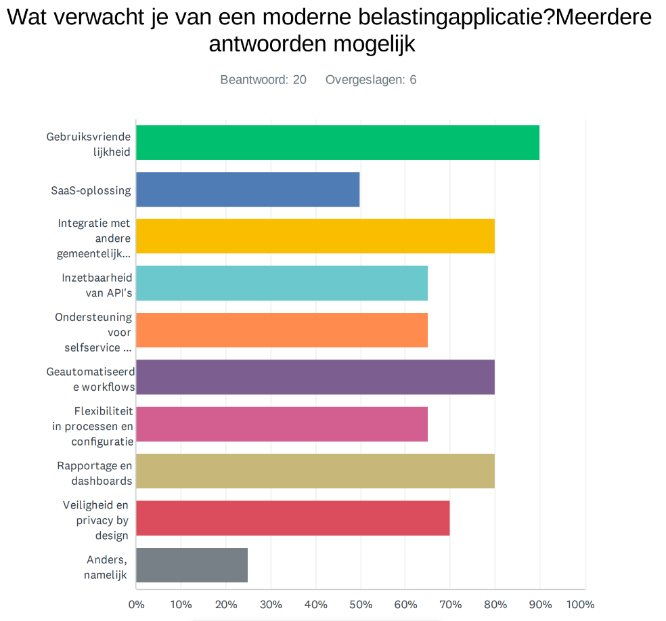 Wat verwacht je van een moderne belastingapplicatie?Meerdere
antwoorden mogelijk
Beantwoord: 20 Overgeslagen: 6
Gebruiksvriende
lijkheid
SaaS-oplossing
Integratie met
andere
gemeentelijk...
Inzetbaarheid
van API's
Ondersteuning
voor
selfservice ...
Geautomatiseerd
e workflows
Flexibiliteit
in processen en
configuratie
Rapportage en
dashboards
Veiligheid en
privacy by
design
Anders,
namelijk
0% 10% 20% 30% 40% 50% 60% 70% 80% 90% 100%